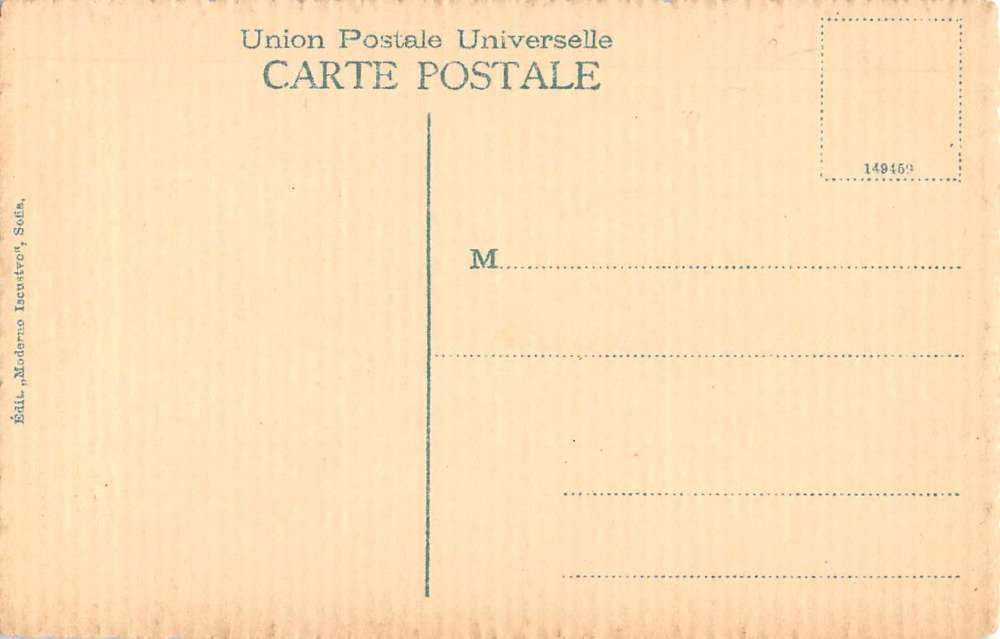 Union Postale Universelle
CARTE POSTALE
149459
M
Édit. „Moderno Iscustvo“, Sofia.